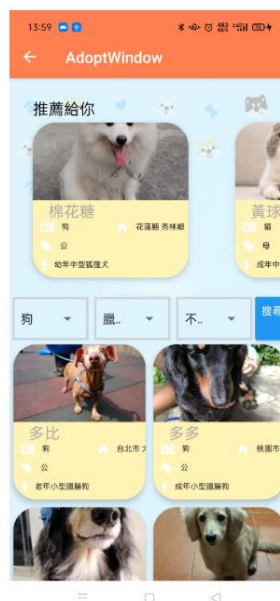 13:59
AdoptWindow
推薦給你
棉花糖
狗
花蓮縣 秀林鄉
公
幼年中型狐狸犬
黃球
貓
母
成年中
狗
臘..
不..
搜尋
多比
狗
台北市 大
公
老年小型臘腸狗
多多
狗
桃園市
公
成年小型臘腸狗